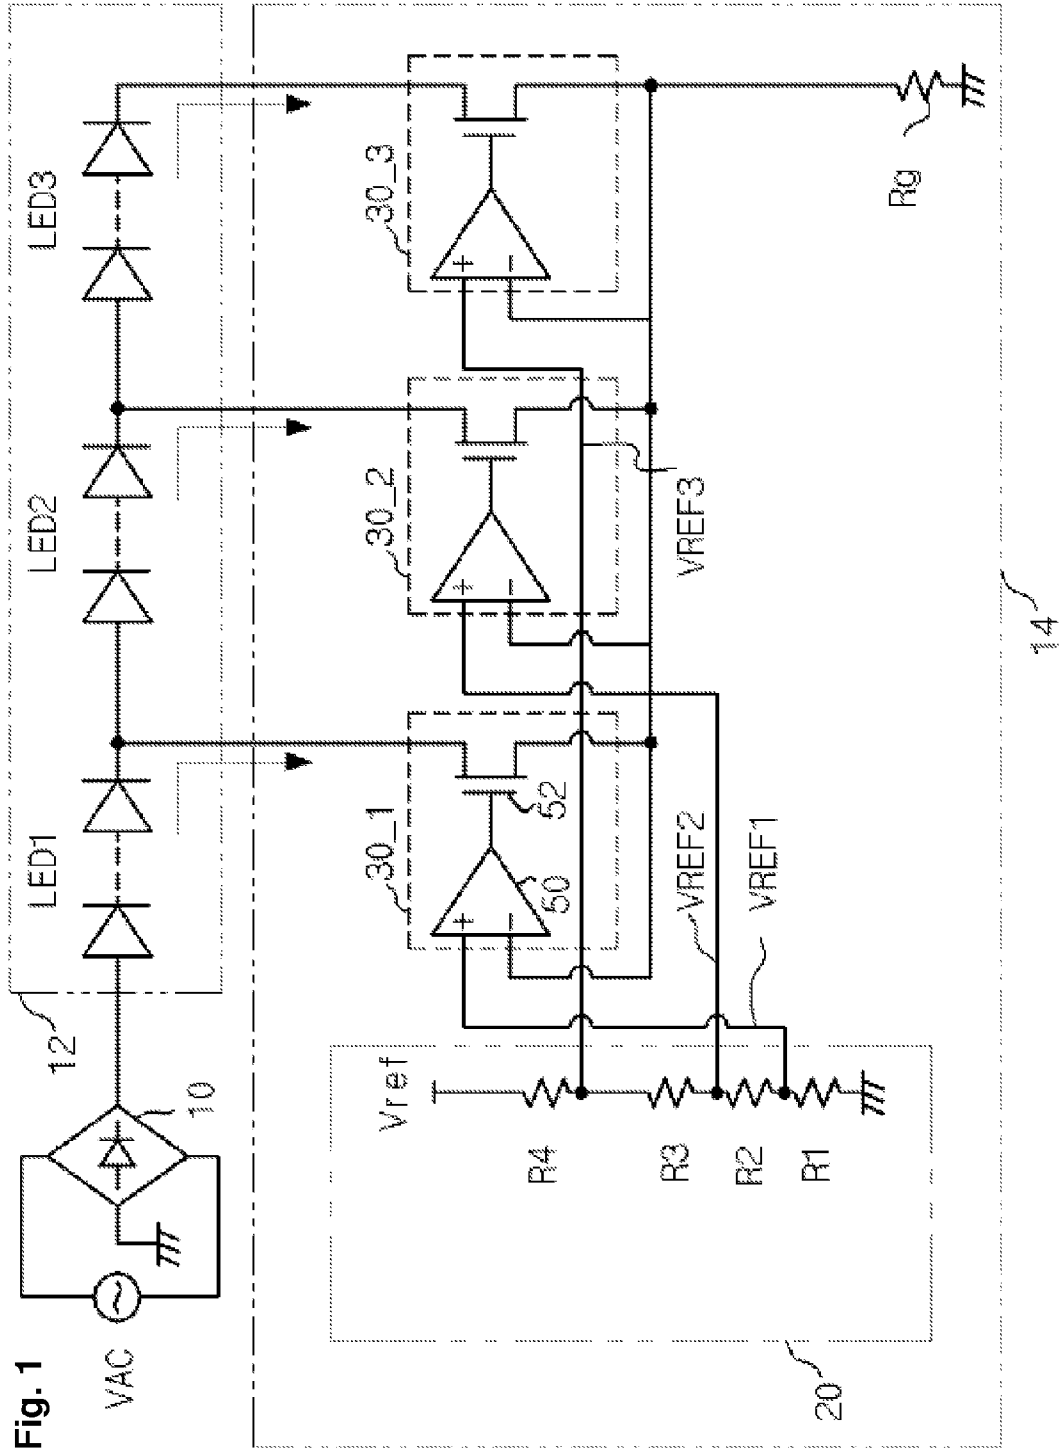 Fig. 1
VAC
10
12
LED1
LED2
LED3
30_1
30_2
30_3
+
−
50
52
+
−
+
−
Rg
VREF3
VREF2
VREF1
Vref
R4
R3
R2
R1
20
14